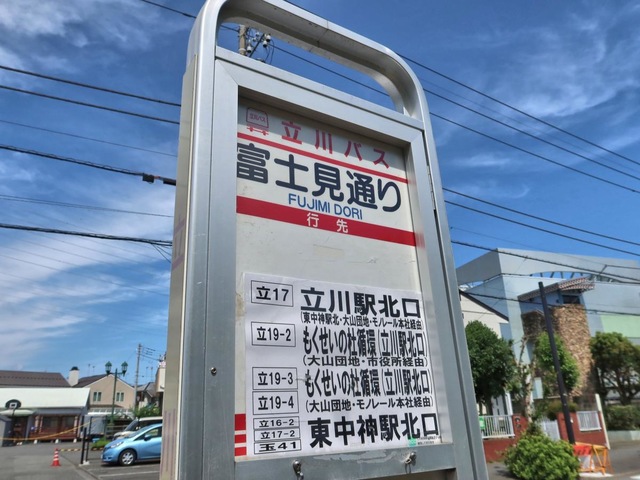 立川バス
富士見通り
FUJIMI DORI
行先
立17 立川駅北口
(東中神駅北・大山団地・モノレール本社経由)
立19-2 もくせいの杜循環(立川駅北口)
(大山団地・市役所経由)
立19-3 もくせいの杜循環(立川駅北口)
立19-4 (大山団地・モノレール本社経由)
立16-2
立17-2 東中神駅北口
玉41